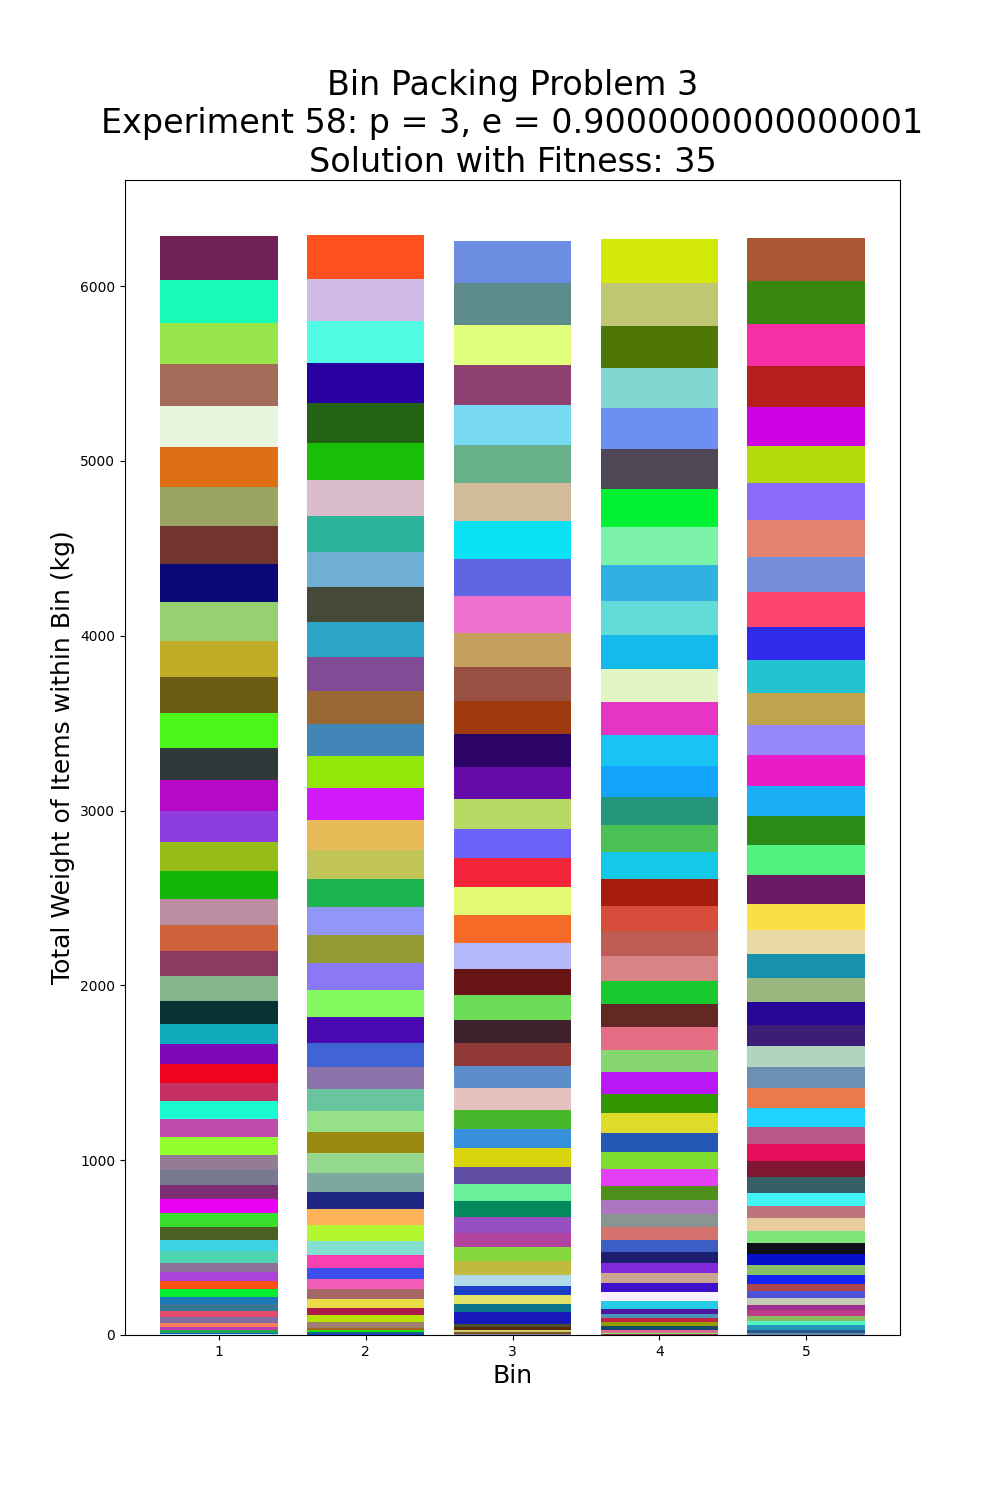 Bin Packing Problem 3
Experiment 58: p = 3, e = 0.9000000000000001
Solution with Fitness: 35
Total Weight of Items within Bin (kg)
6000
5000
4000
3000
2000
1000
0
1 2 3 4 5
Bin